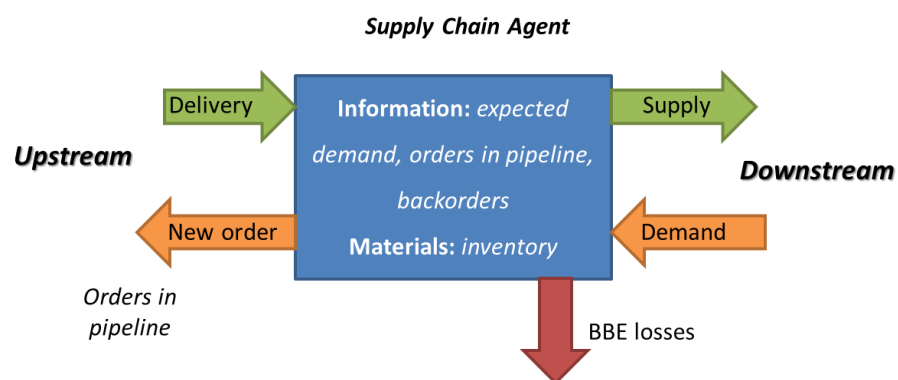 Supply Chain Agent
Delivery
Information: expected
demand, orders in pipeline,
backorders
Materials: inventory
Supply
Upstream
Downstream
New order
Demand
Orders in
pipeline
BBE losses